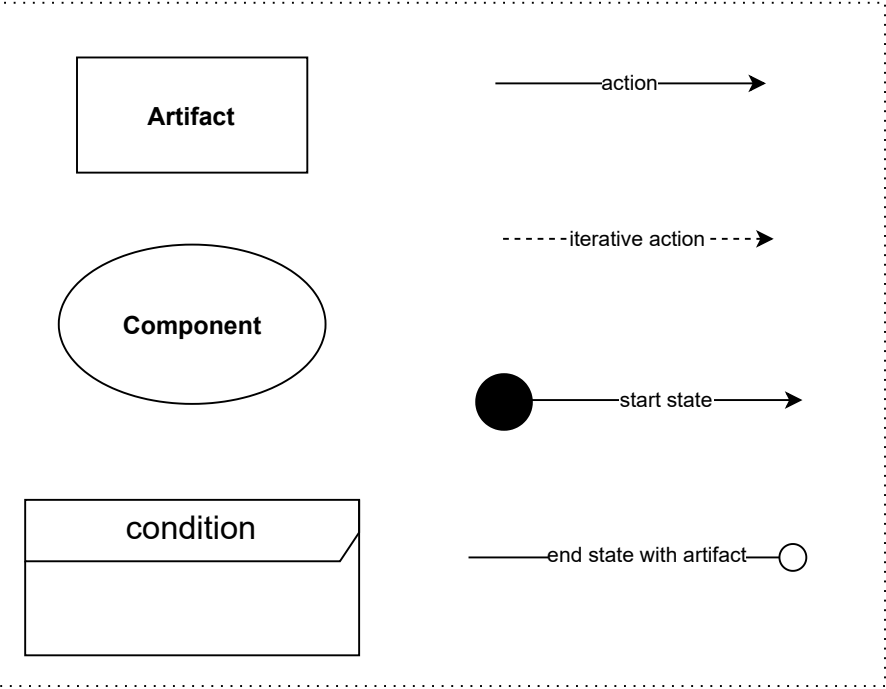 Artifact
action
iterative action
Component
start state
condition
end state with artifact